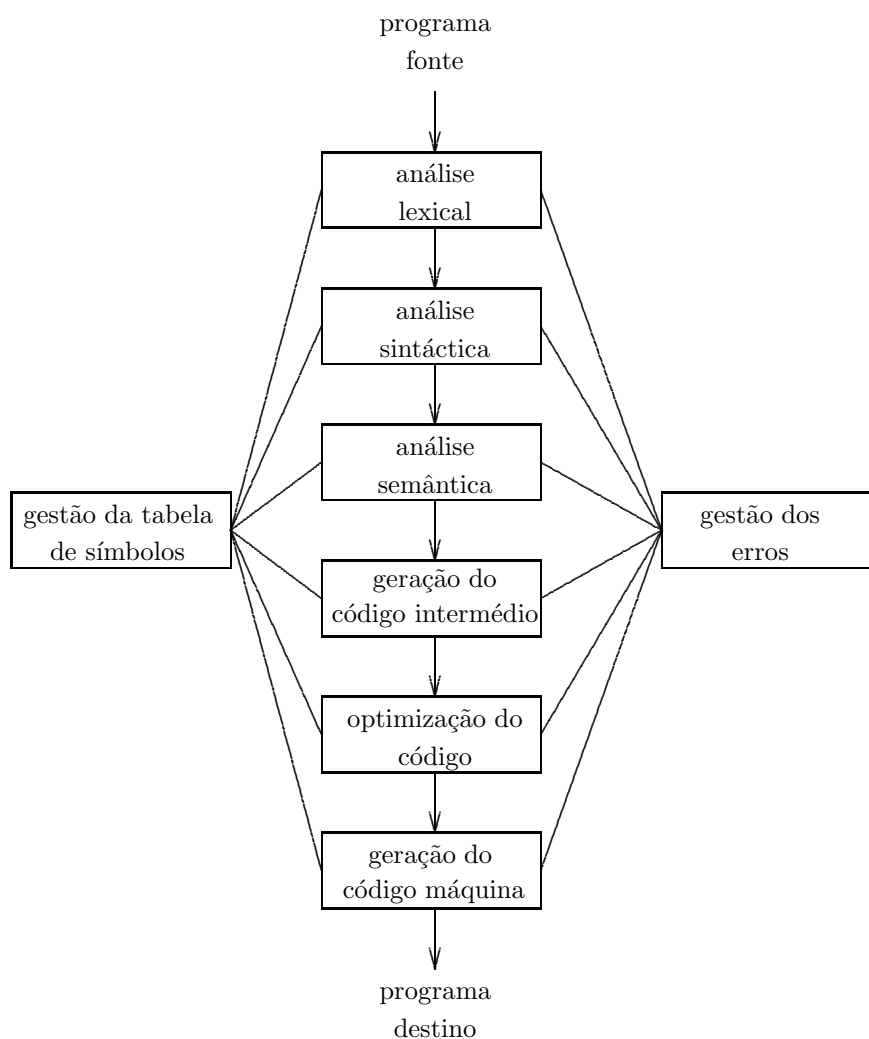 programa
fonte
análise
lexical
análise
sintáctica
análise
semântica
gestão da tabela
de símbolos
gestão dos
erros
geração do
código intermédio
optimização do
código
geração do
código máquina
programa
destino